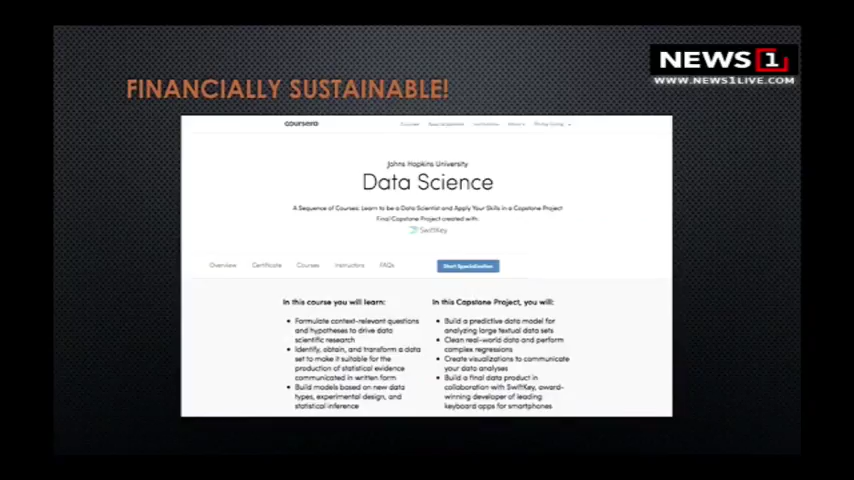 NEWS 1
WWW.NEWS1LIVE.COM
FINANCIALLY SUSTAINABLE!
coursera
Courses Specializations Institutions
Johns Hopkins University
Data Science
A Sequence of Courses: Learn to be a Data Scientist and Apply Your Skills in a Capstone Project
Final Capstone Project created with:
SwiftKey
Overview Certificate Courses Instructors FAQs Start Specialization
In this course you will learn:
• Formulate context-relevant questions
and hypotheses to drive data
scientific research
• Identify, obtain, and transform a data
set to make it suitable for the
production of statistical evidence
communicated in written form
• Build models based on new data
types, experimental design, and
statistical inference
In this Capstone Project, you will:
• Build a predictive data model for
analyzing large textual data sets
• Clean real-world data and perform
complex regressions
• Create visualizations to communicate
your data analyses
• Build a final data product in
collaboration with SwiftKey, award-
winning developer of leading
keyboard apps for smartphones